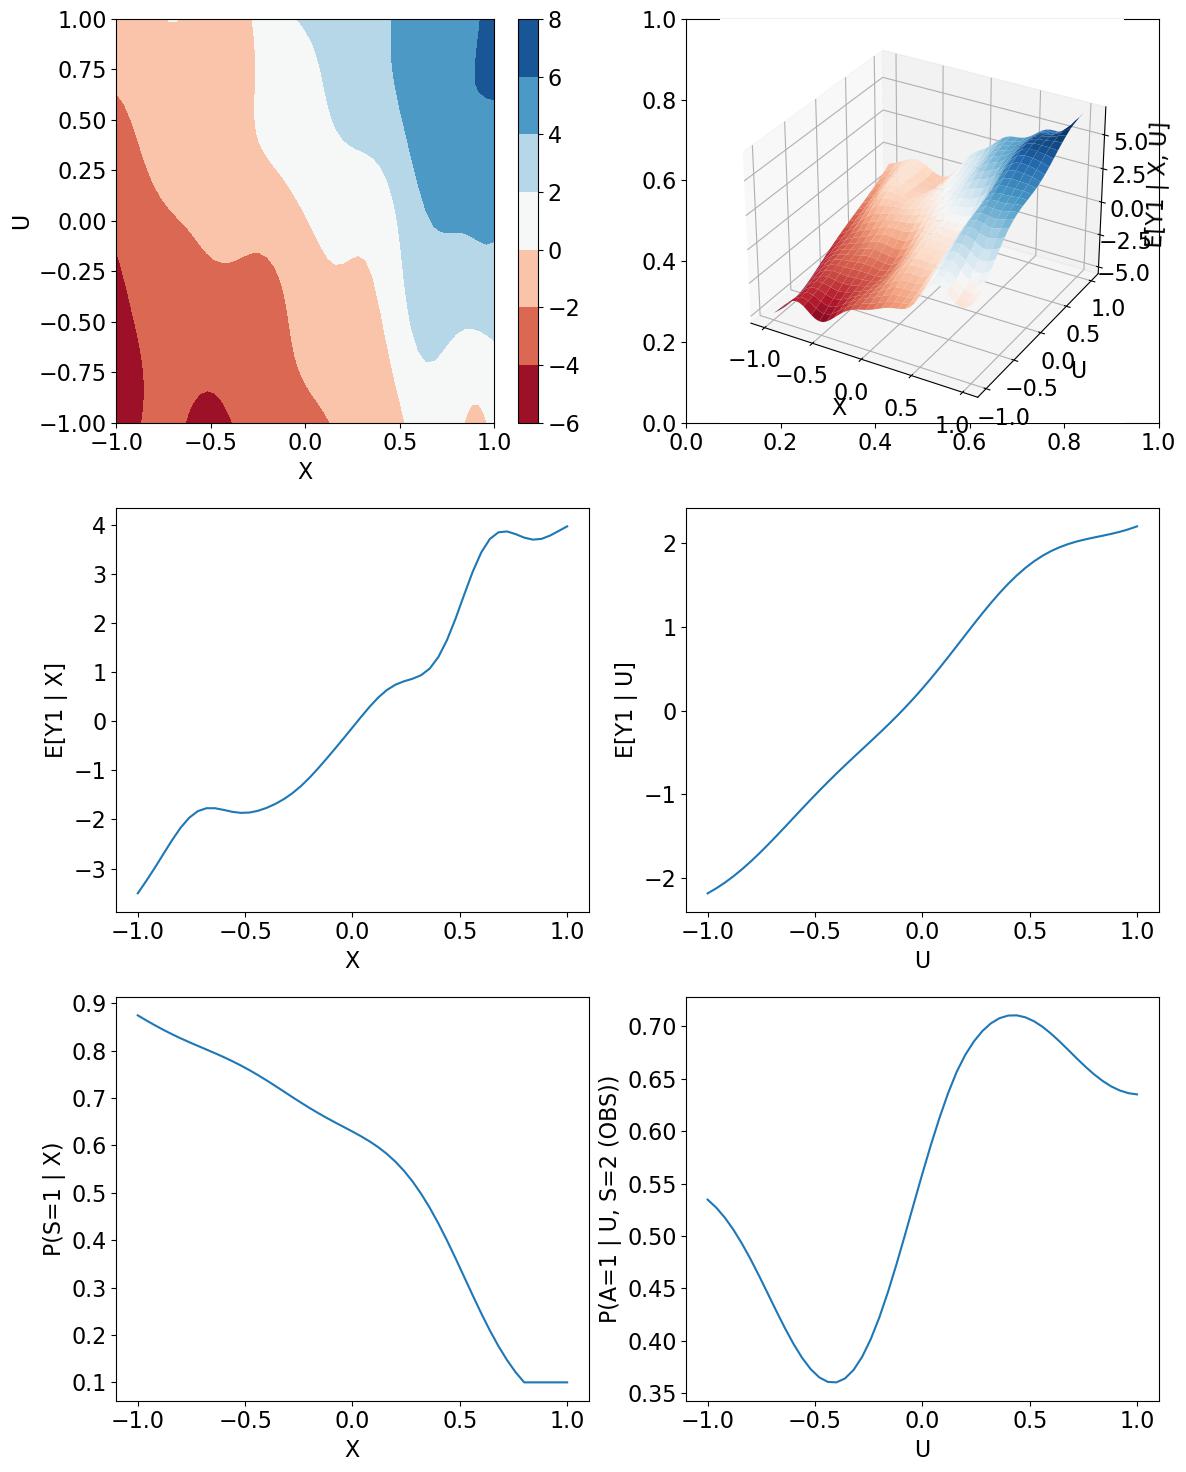 1.00
0.75
0.50
0.25
0.00
−0.25
−0.50
−0.75
−1.00
U
−1.0 −0.5 0.0 0.5 1.0
X
8
6
4
2
0
−2
−4
−6
1.0
0.8
0.6
0.4
0.2
0.0
0.0 0.2 0.4 0.6 0.8 1.0
−1.0 −0.5 0.0 0.5 1.0
X
−1.0 −0.5 0.0 0.5 1.0
U
5.0
2.5
0.0
−2.5
−5.0
E[Y1 | X, U]
4
3
2
1
0
−1
−2
−3
E[Y1 | X]
−1.0 −0.5 0.0 0.5 1.0
X
2
1
0
−1
−2
E[Y1 | U]
−1.0 −0.5 0.0 0.5 1.0
U
0.9
0.8
0.7
0.6
0.5
0.4
0.3
0.2
0.1
P(S=1 | X)
−1.0 −0.5 0.0 0.5 1.0
X
0.70
0.65
0.60
0.55
0.50
0.45
0.40
0.35
P(A=1 | U, S=2 (OBS))
−1.0 −0.5 0.0 0.5 1.0
U